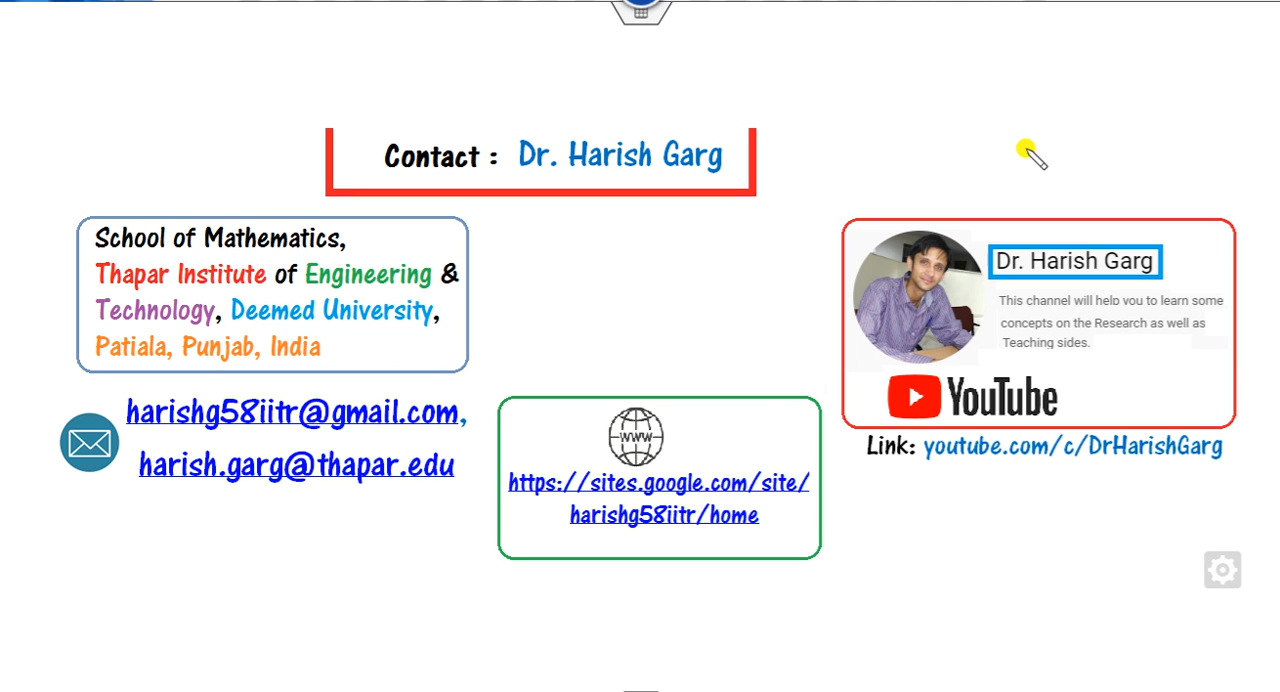 Contact : Dr. Harish Garg
School of Mathematics,
Thapar Institute of Engineering &
Technology, Deemed University,
Patiala, Punjab, India
harishg58iitr@gmail.com,
harish.garg@thapar.edu
www
https://sites.google.com/site/
harishg58iitr/home
Dr. Harish Garg
This channel will help you to learn some
concepts on the Research as well as
Teaching sides.
YouTube
Link: youtube.com/c/DrHarishGarg